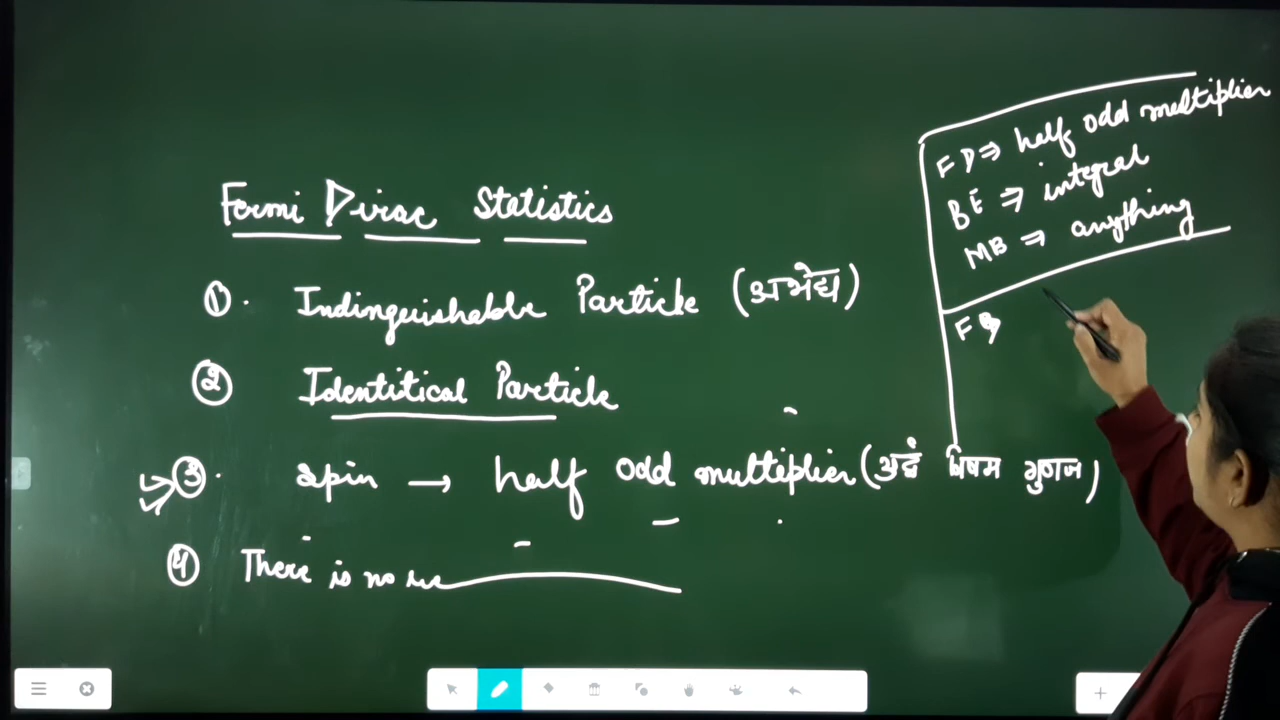 Fermi Dirac Statistics
①. Indinguishable Particle (अभेद्य)
② Identitical Particle
③. spin → half odd multiplier (अर्द्ध विषम गुणज)
④ There is no
FD ⇒ half odd multiplier
BE ⇒ integral
MB ⇒ anything